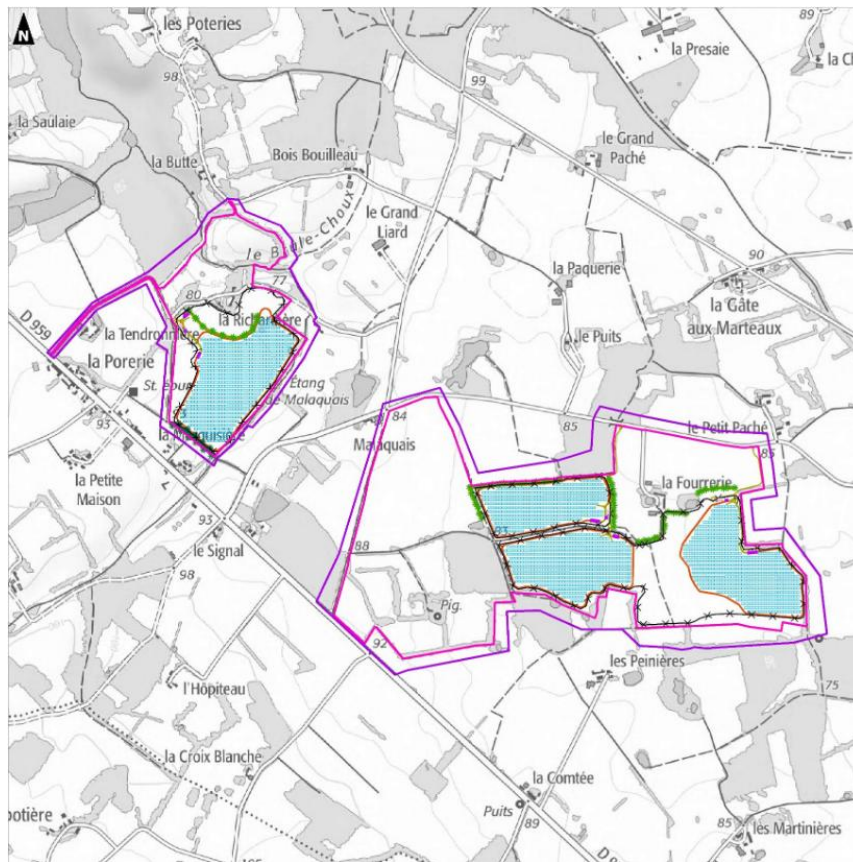 N
les Poteries
89
la Presaie
98
99
la Saulaie
le Grand
Paché
la Butte
Bois Bouilleau
le Grand
Liard
le Brûle-Choux
90
la Paquerie
77
80
la Gâte
aux Marteaux
D 959
la Tendronnière
la Richardière
le Puits
la Porerie
Étang
de Malaquais
84
93
85
le Petit Paché
Malaquais
85
la Petite
Maison
la Fourrerie
93
le Signal
88
98
Pig.
92
les Peinières
75
l'Hôpiteau
la Croix Blanche
la Comtée
Puits
89
85
les Martinières